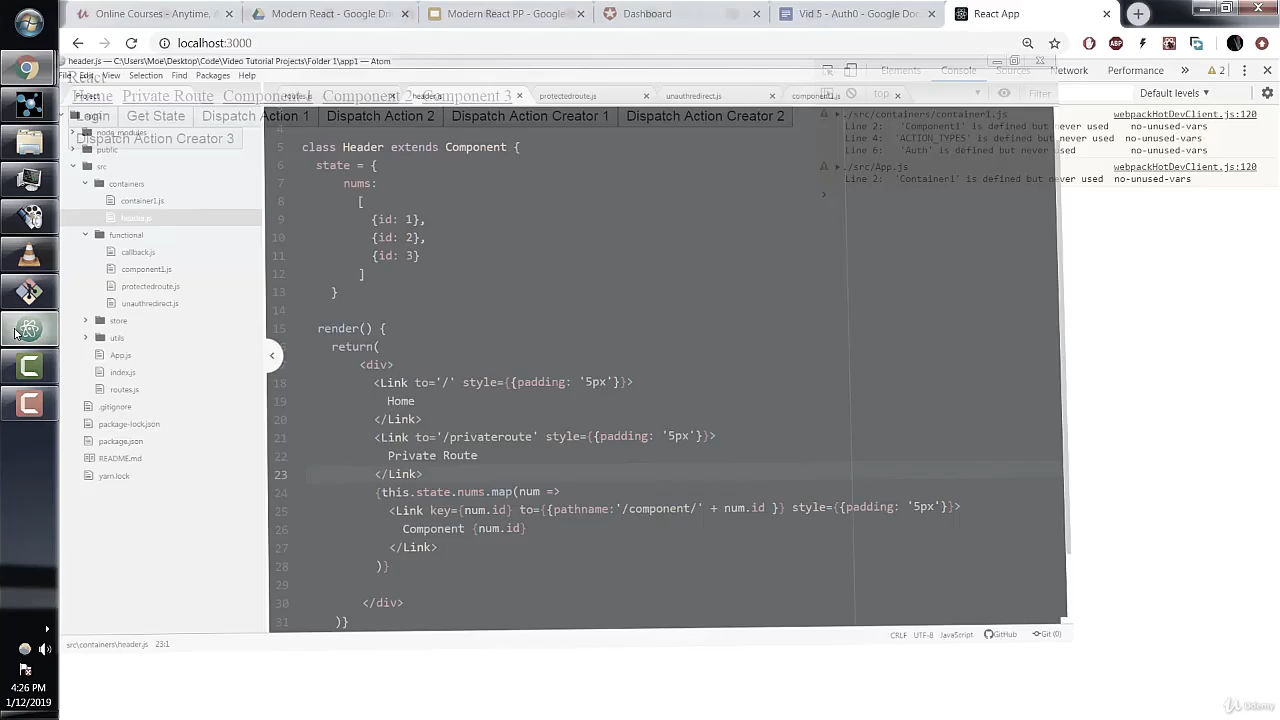 Online Courses - Anytime, A
Modern React - Google Driv
Modern React PP - Google
Dashboard
Vid 5 - Auth0 - Google Doc
React App
localhost:3000
ABP
header.js — C:\Users\Moe\Desktop\Code\Video Tutorial Projects\Folder 1\app1 — Atom
File Edit View Selection Find Packages Help
React
Elements Console Sources Network Performance » 2
Home Private Route Component 2 Component 3
Project
header.js
protectedroute.js
unauthredirect.js
component1.js
top
Filter
Default levels ▾
Login Get State Dispatch Action 1 Dispatch Action 2 Dispatch Action Creator 1 Dispatch Action Creator 2
Dispatch Action Creator 3
./src/containers/container1.js webpackHotDevClient.js:120
Line 2: 'Component1' is defined but never used no-unused-vars
Line 4: 'ACTION_TYPES' is defined but never used no-unused-vars
Line 6: 'Auth' is defined but never used no-unused-vars
./src/App.js webpackHotDevClient.js:120
Line 2: 'Container1' is defined but never used no-unused-vars
node_modules
public
src
containers
container1.js
header.js
functional
callback.js
component1.js
protectedroute.js
unauthredirect.js
store
utils
App.js
index.js
routes.js
.gitignore
package-lock.json
package.json
README.md
yarn.lock
4
5 class Header extends Component {
6 state = {
7 nums:
8 [
9 {id: 1},
10 {id: 2},
11 {id: 3}
12 ]
13 }
14
15 render() {
return(
<div>
18 <Link to='/' style={{padding: '5px'}}>
19 Home
20 </Link>
21 <Link to='/privateroute' style={{padding: '5px'}}>
22 Private Route
23 </Link>
24 {this.state.nums.map(num =>
25 <Link key={num.id} to={{pathname:'/component/' + num.id }} style={{padding: '5px'}}>
26 Component {num.id}
27 </Link>
28 )}
29
30 </div>
31 )}
src\containers\header.js 23:1
CRLF UTF-8 JavaScript GitHub Git (0)
4:26 PM
1/12/2019
Udemy